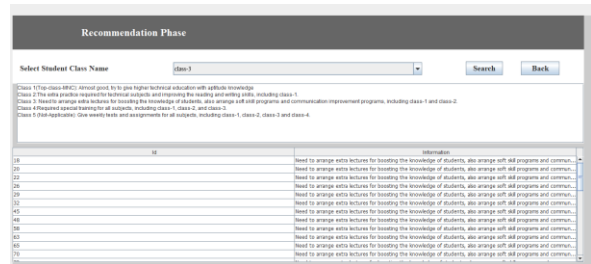 Recommendation Phase
Select Student Class Name
class-3
Search
Back
Class 1(Top-class-MNC): Almost good, try to give higher technical education with aptitude knowledge
Class 2:This extra practice required for technical subjects and improving the reading and writing skills, including class-1.
Class 3: Need to arrange extra lectures for boosting the knowledge of students, also arrange soft skill programs and communication improvement programs, including class-1 and class-2.
Class 4:Required special training for all subjects, including class-1, class-2, and class-3.
Class 5 (Not-Applicable): Give weekly tests and assignments for all subjects, including class-1, class-2, class-3 and class-4.
Id Information
18 Need to arrange extra lectures for boosting the knowledge of students, also arrange soft skill programs and commun...
20 Need to arrange extra lectures for boosting the knowledge of students, also arrange soft skill programs and commun...
22 Need to arrange extra lectures for boosting the knowledge of students, also arrange soft skill programs and commun...
26 Need to arrange extra lectures for boosting the knowledge of students, also arrange soft skill programs and commun...
29 Need to arrange extra lectures for boosting the knowledge of students, also arrange soft skill programs and commun...
32 Need to arrange extra lectures for boosting the knowledge of students, also arrange soft skill programs and commun...
45 Need to arrange extra lectures for boosting the knowledge of students, also arrange soft skill programs and commun...
48 Need to arrange extra lectures for boosting the knowledge of students, also arrange soft skill programs and commun...
59 Need to arrange extra lectures for boosting the knowledge of students, also arrange soft skill programs and commun...
63 Need to arrange extra lectures for boosting the knowledge of students, also arrange soft skill programs and commun...
65 Need to arrange extra lectures for boosting the knowledge of students, also arrange soft skill programs and commun...
70 Need to arrange extra lectures for boosting the knowledge of students, also arrange soft skill programs and commun...